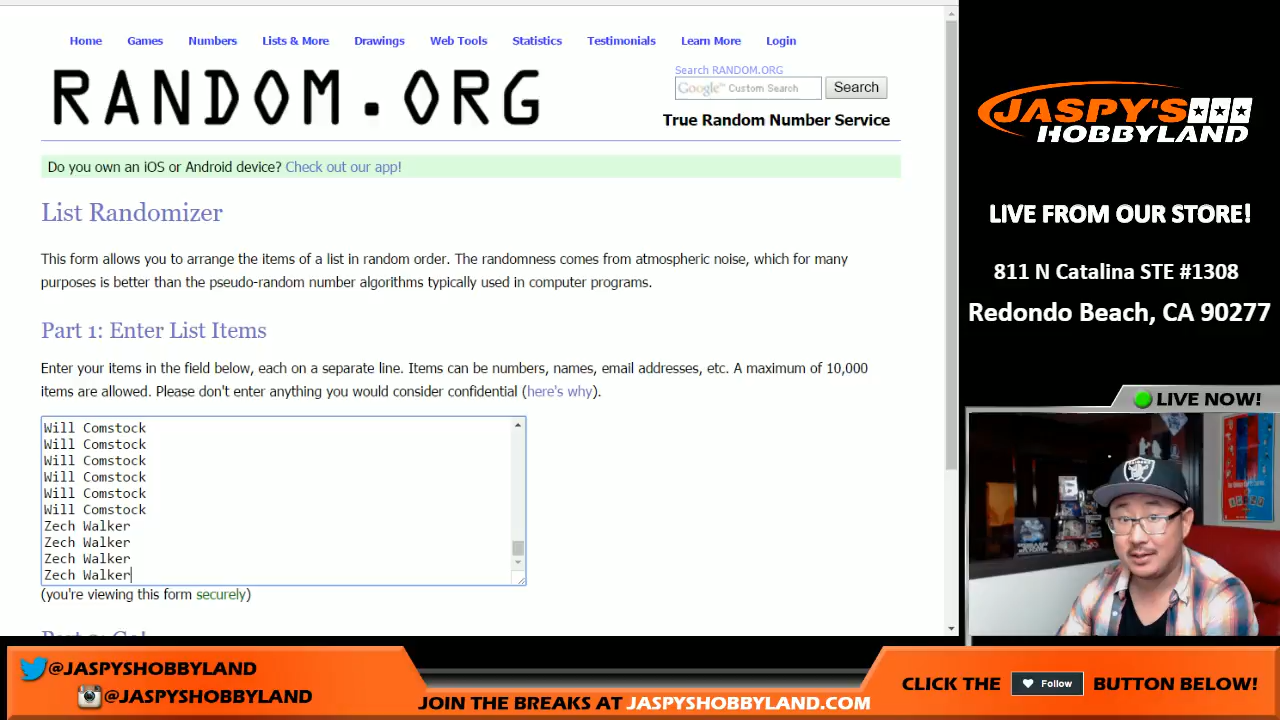 Home Games Numbers Lists & More Drawings Web Tools Statistics Testimonials Learn More Login
RANDOM.ORG
Search RANDOM.ORG
Google™ Custom Search Search
True Random Number Service
Do you own an iOS or Android device? Check out our app!
List Randomizer
This form allows you to arrange the items of a list in random order. The randomness comes from atmospheric noise, which for many
purposes is better than the pseudo-random number algorithms typically used in computer programs.
Part 1: Enter List Items
Enter your items in the field below, each on a separate line. Items can be numbers, names, email addresses, etc. A maximum of 10,000
items are allowed. Please don't enter anything you would consider confidential (here's why).
Will Comstock
Will Comstock
Will Comstock
Will Comstock
Will Comstock
Will Comstock
Zech Walker
Zech Walker
Zech Walker
Zech Walker
(you're viewing this form securely)
JASPY'S
HOBBYLAND
LIVE FROM OUR STORE!
811 N Catalina STE #1308
Redondo Beach, CA 90277
LIVE NOW!
@JASPYSHOBBYLAND
@JASPYSHOBBYLAND
JOIN THE BREAKS AT JASPYSHOBBYLAND.COM
CLICK THE Follow BUTTON BELOW!